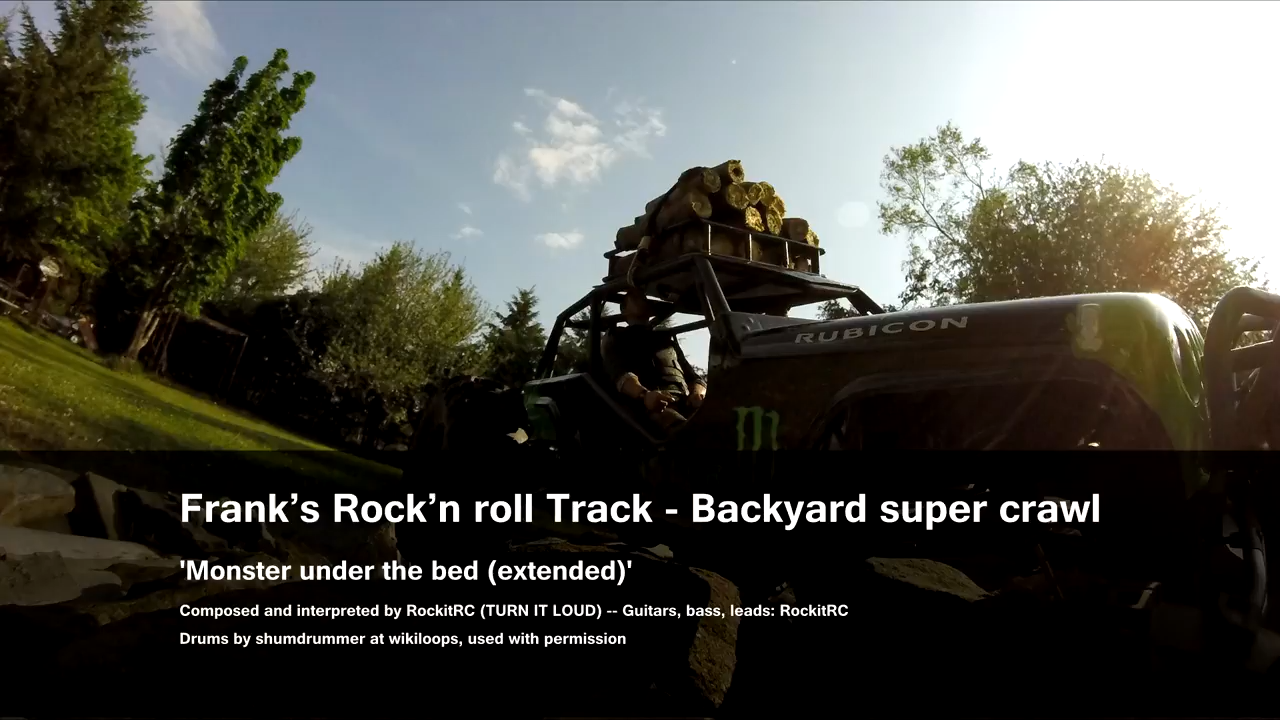 RUBICON
Frank’s Rock’n roll Track - Backyard super crawl
'Monster under the bed (extended)'
Composed and interpreted by RockitRC (TURN IT LOUD) -- Guitars, bass, leads: RockitRC
Drums by shumdrummer at wikiloops, used with permission